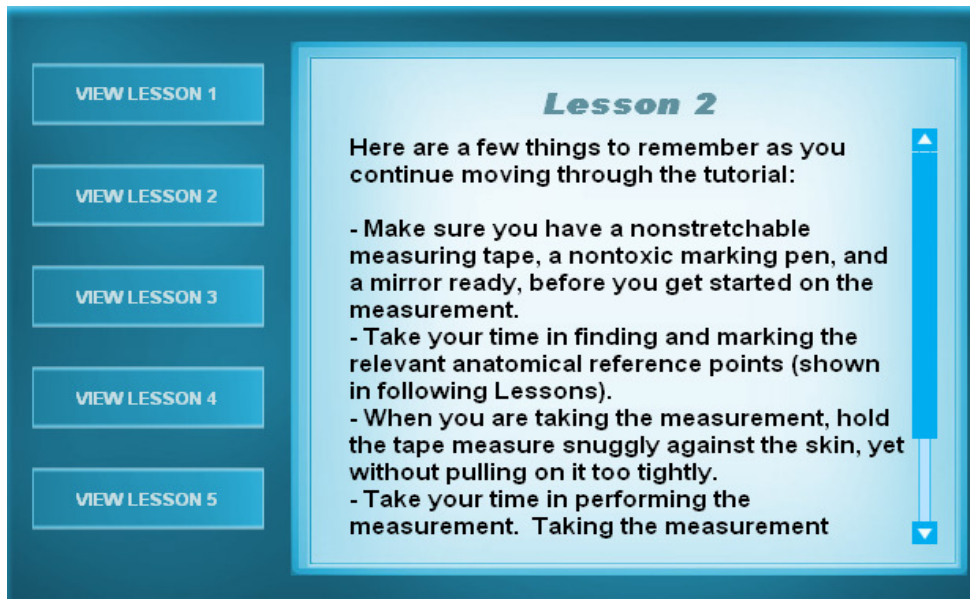 VIEW LESSON 1
VIEW LESSON 2
VIEW LESSON 3
VIEW LESSON 4
VIEW LESSON 5
Lesson 2
Here are a few things to remember as you
continue moving through the tutorial:
- Make sure you have a nonstretchable
measuring tape, a nontoxic marking pen, and
a mirror ready, before you get started on the
measurement.
- Take your time in finding and marking the
relevant anatomical reference points (shown
in following Lessons).
- When you are taking the measurement, hold
the tape measure snuggly against the skin, yet
without pulling on it too tightly.
- Take your time in performing the
measurement.  Taking the measurement